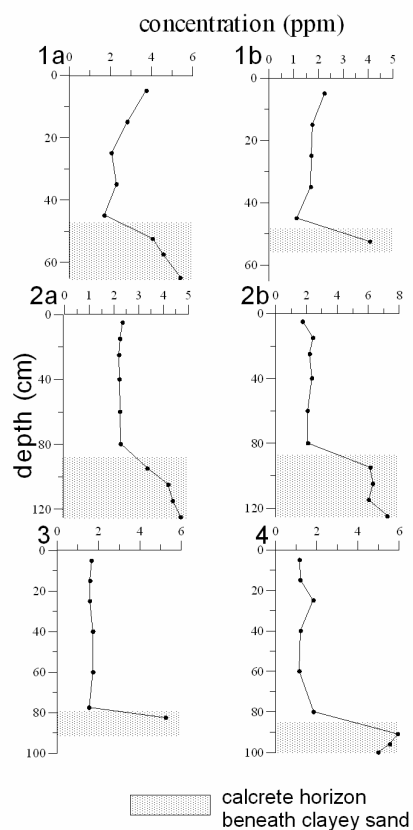 concentration (ppm)
1a 0 2 4 6
1b 0 1 2 3 4 5
0
20
40
60
0
20
40
60
2a 0 1 2 3 4 5
2b 0 2 4 6 8
depth (cm)
0
40
80
120
0
40
80
120
3 0 2 4 6
4 0 2 4 6
0
20
40
60
80
100
0
20
40
60
80
100
calcrete horizon
beneath clayey sand